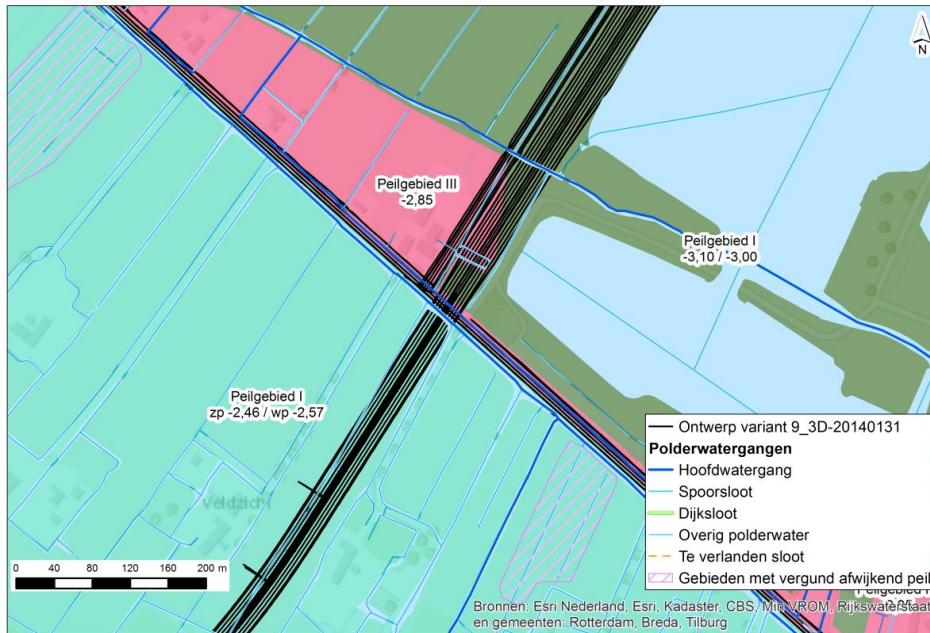 N
Peilgebied III
-2,85
Peilgebied I
-3,10 / -3,00
Peilgebied I
zp -2,46 / wp -2,57
Veldzicht
0 40 80 120 160 200 m
Ontwerp variant 9_3D-20140131
Polderwatergangen
Hoofdwatergang
Spoorsloot
Dijksloot
Overig polderwater
Te verlanden sloot
Gebieden met vergund afwijkend peil
Bronnen: Esri Nederland, Esri, Kadaster, CBS, Min VROM, Rijkswaterstaat
en gemeenten: Rotterdam, Breda, Tilburg